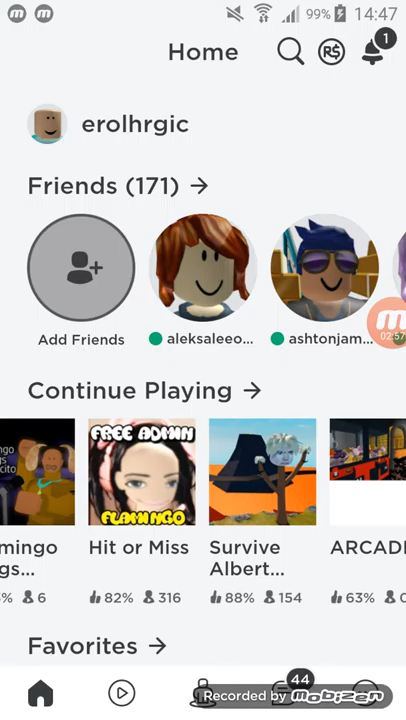 99% 14:47
Home
R$
1
erolhrgic
Friends (171) →
Add Friends
aleksaleeo...
ashtonjam...
02:57
Continue Playing →
FREE ADMIN
FLAMINGO
mingo
gs...
6
Hit or Miss
82% 316
Survive
Albert...
88% 154
ARCADI
63%
Favorites →
44
Recorded by mobizen